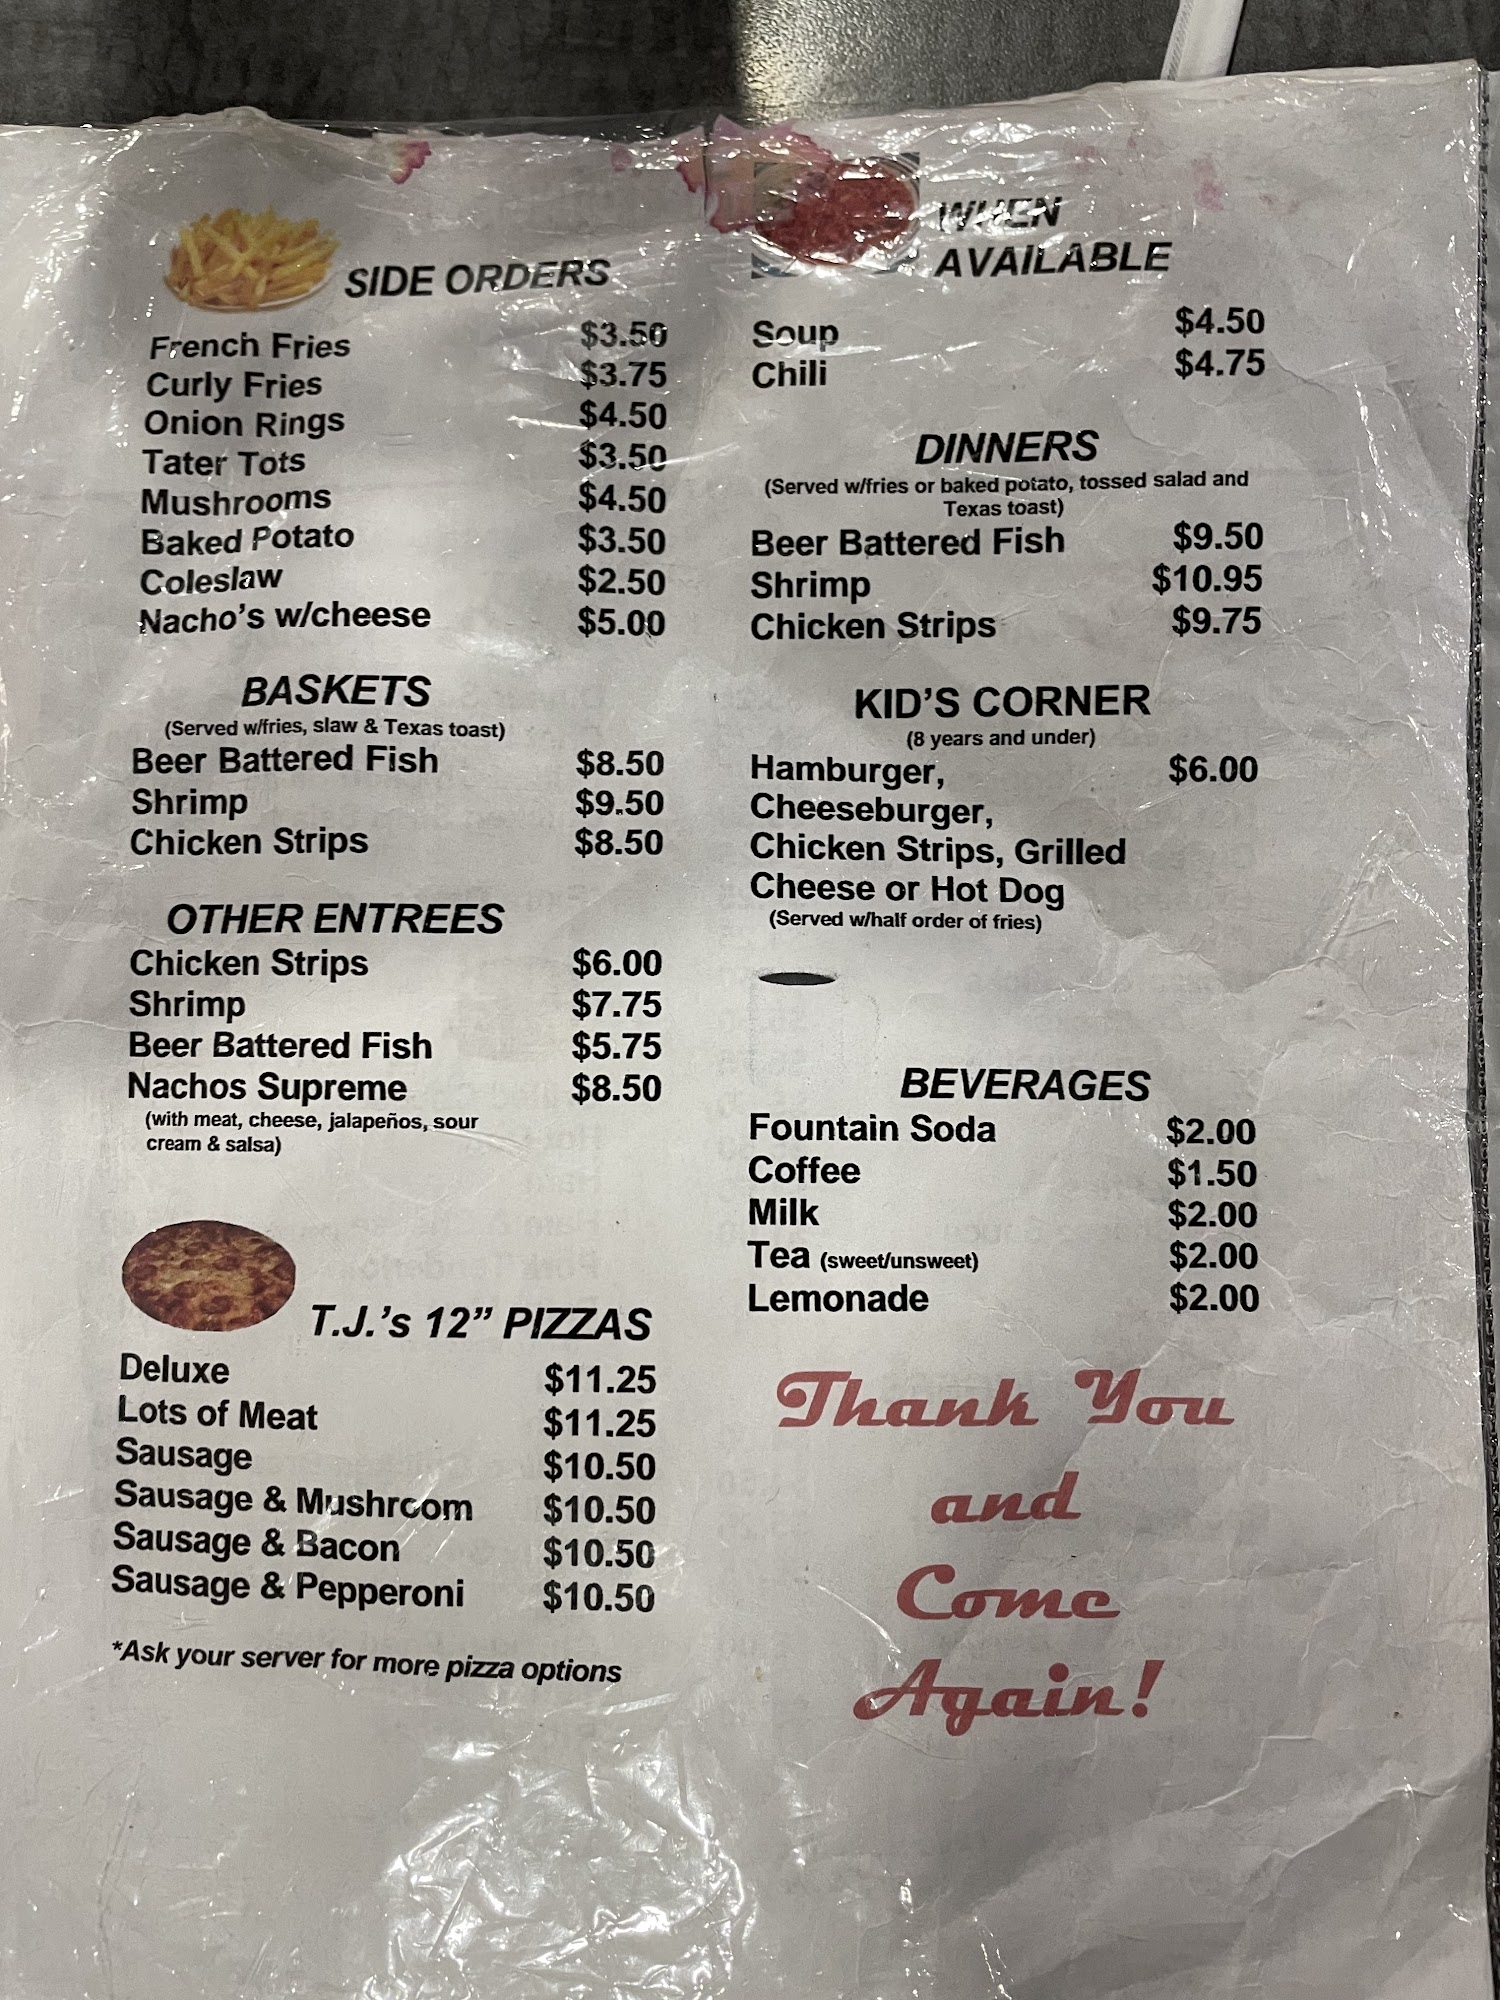 SIDE ORDERS
French Fries $3.50
Curly Fries $3.75
Onion Rings $4.50
Tater Tots $3.50
Mushrooms $4.50
Baked Potato $3.50
Coleslaw $2.50
Nacho's w/cheese $5.00
BASKETS
(Served w/fries, slaw & Texas toast)
Beer Battered Fish $8.50
Shrimp $9.50
Chicken Strips $8.50
OTHER ENTREES
Chicken Strips $6.00
Shrimp $7.75
Beer Battered Fish $5.75
Nachos Supreme $8.50
(with meat, cheese, jalapeños, sour
cream & salsa)
T.J.'s 12” PIZZAS
Deluxe $11.25
Lots of Meat $11.25
Sausage $10.50
Sausage & Mushroom $10.50
Sausage & Bacon $10.50
Sausage & Pepperoni $10.50
*Ask your server for more pizza options
WHEN
AVAILABLE
Soup $4.50
Chili $4.75
DINNERS
(Served w/fries or baked potato, tossed salad and
Texas toast)
Beer Battered Fish $9.50
Shrimp $10.95
Chicken Strips $9.75
KID'S CORNER
(8 years and under)
Hamburger, $6.00
Cheeseburger,
Chicken Strips, Grilled
Cheese or Hot Dog
(Served w/half order of fries)
BEVERAGES
Fountain Soda $2.00
Coffee $1.50
Milk $2.00
Tea (sweet/unsweet) $2.00
Lemonade $2.00
Thank You
and
Come
Again!